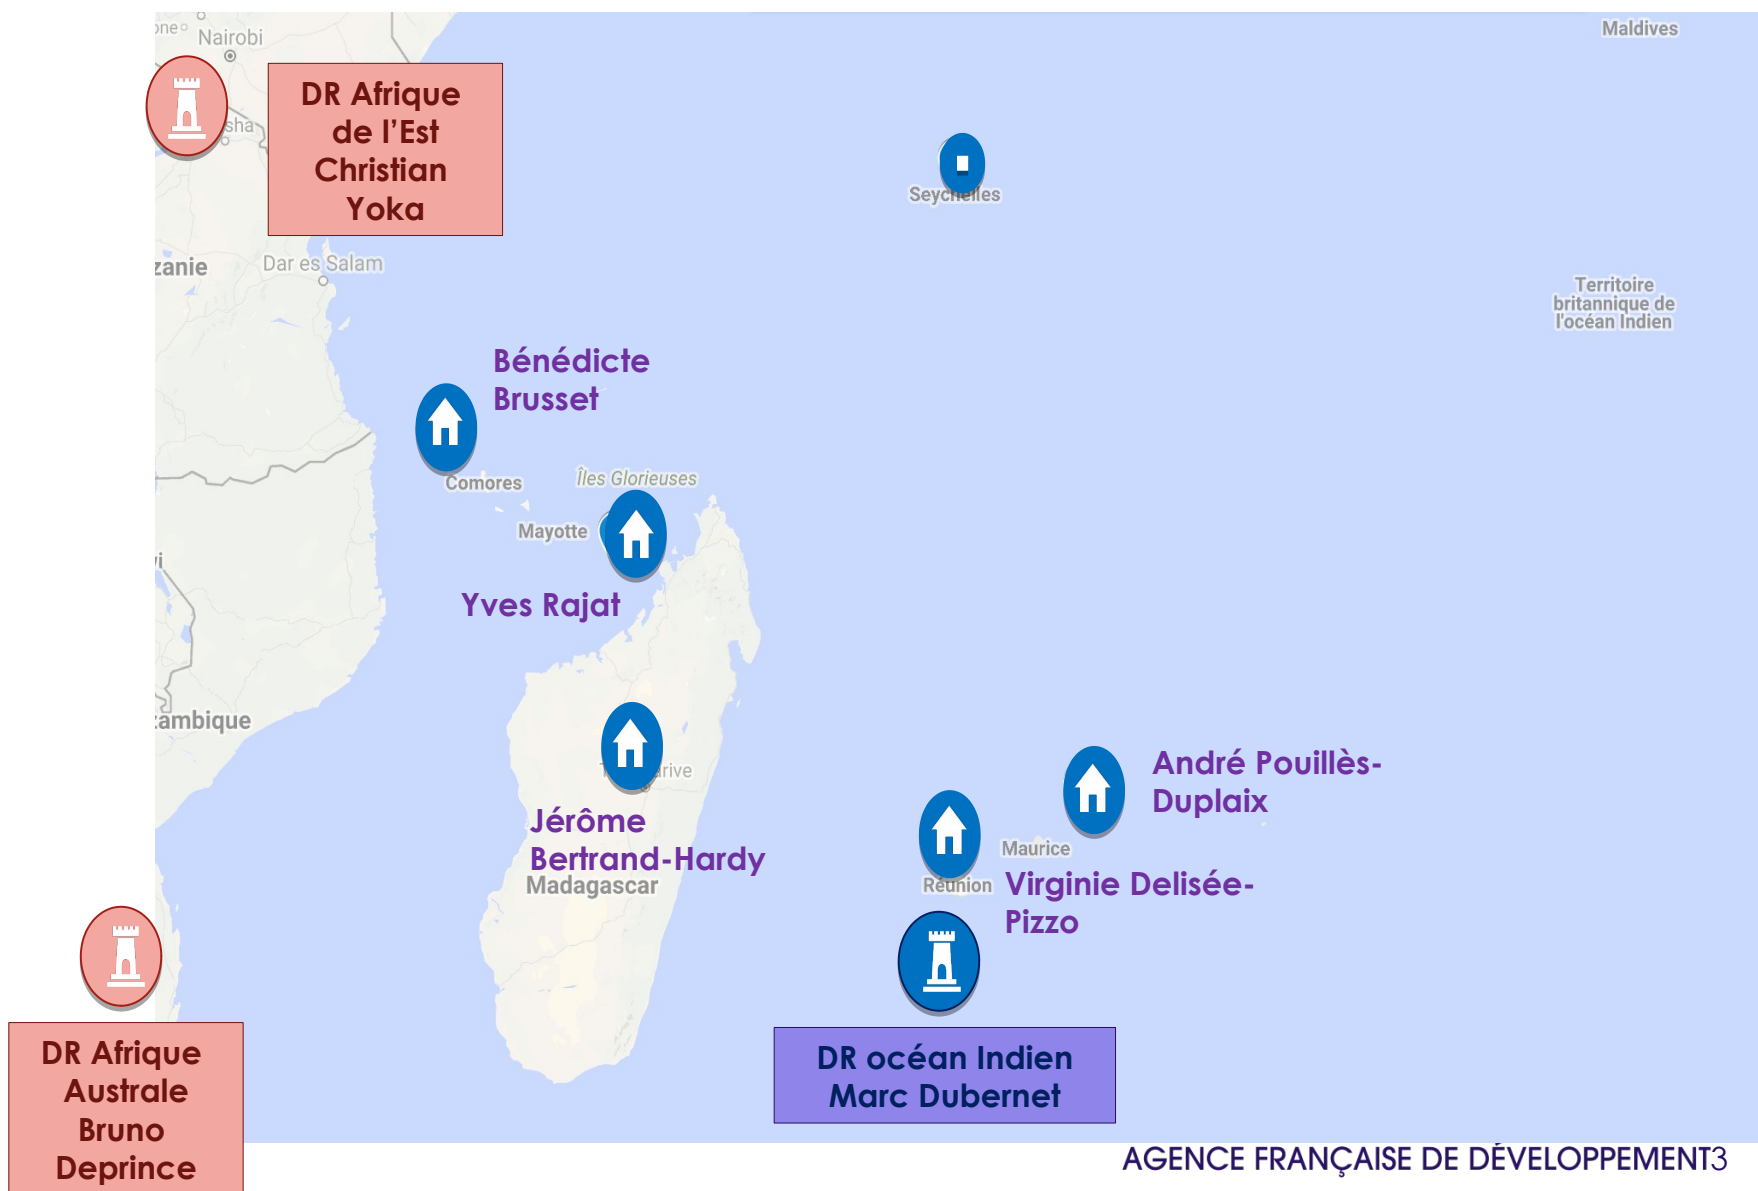 Nairobi
Maldives
DR Afrique
de l'Est
Christian
Yoka
sha
Seychelles
zanie
Dar es Salam
Territoire
britannique de
l'océan Indien
Bénédicte
Brusset
Comores
Îles Glorieuses
Mayotte
Yves Rajat
zambique
André Pouillès-
Duplaix
Jérôme
Bertrand-Hardy
Madagascar
Maurice
Réunion
Virginie Delisée-
Pizzo
DR Afrique
Australe
Bruno
Deprince
DR océan Indien
Marc Dubernet
AGENCE FRANÇAISE DE DÉVELOPPEMENT3